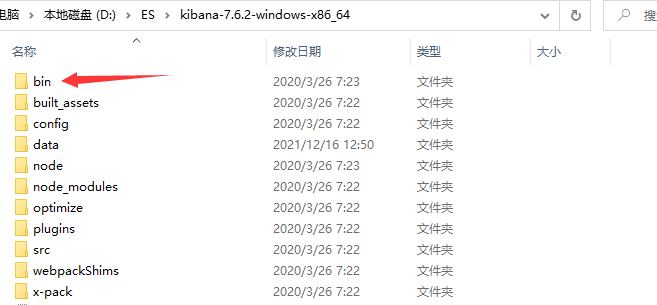 电脑 > 本地磁盘 (D:) > ES > kibana-7.6.2-windows-x86_64 搜
名称 修改日期 类型 大小
bin 2020/3/26 7:23 文件夹
built_assets 2020/3/26 7:22 文件夹
config 2020/3/26 7:22 文件夹
data 2021/12/16 12:50 文件夹
node 2020/3/26 7:23 文件夹
node_modules 2020/3/26 7:22 文件夹
optimize 2020/3/26 7:22 文件夹
plugins 2020/3/26 7:22 文件夹
src 2020/3/26 7:22 文件夹
webpackShims 2020/3/26 7:22 文件夹
x-pack 2020/3/26 7:22 文件夹